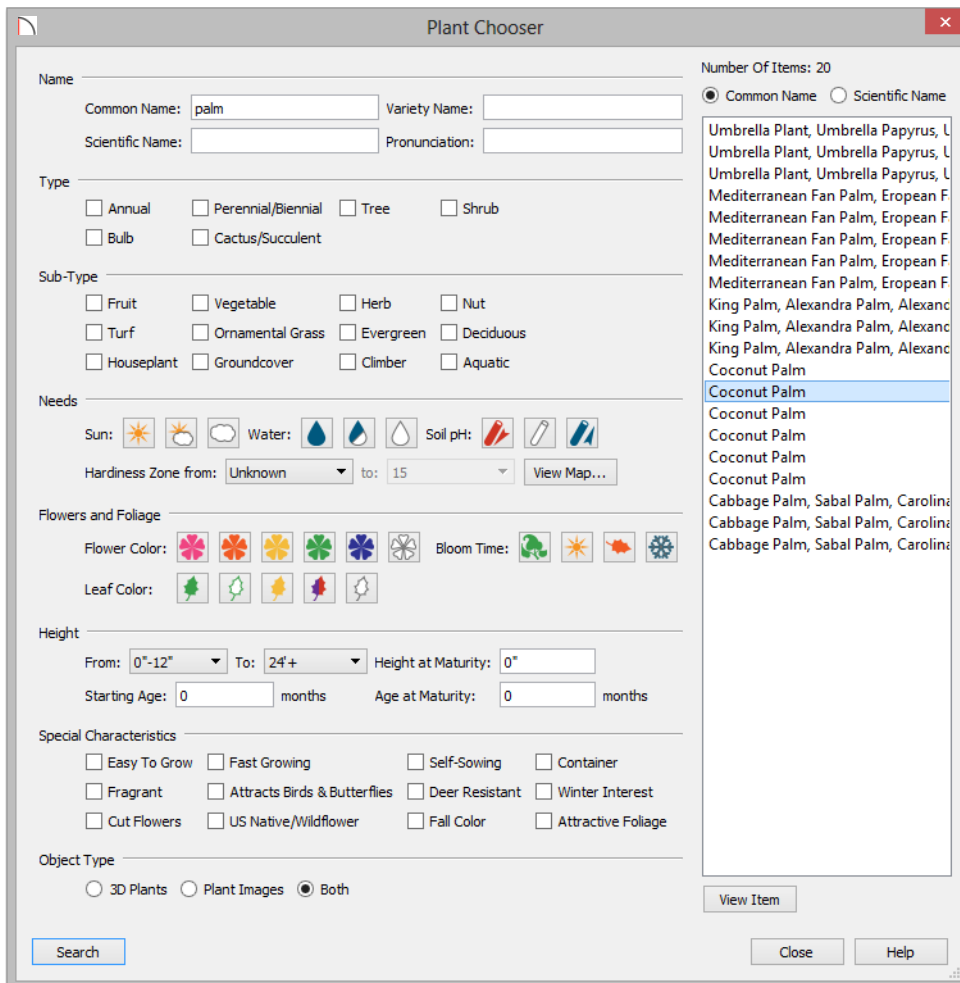 Plant Chooser
Name
Common Name: palm Variety Name:
Scientific Name: Pronunciation:
Type
Annual Perennial/Biennial Tree Shrub
Bulb Cactus/Succulent
Sub-Type
Fruit Vegetable Herb Nut
Turf Ornamental Grass Evergreen Deciduous
Houseplant Groundcover Climber Aquatic
Needs
Sun: Water: Soil pH:
Hardiness Zone from: Unknown to: 15 View Map...
Flowers and Foliage
Flower Color: Bloom Time:
Leaf Color:
Height
From: 0"-12" To: 24'+ Height at Maturity: 0"
Starting Age: 0 months Age at Maturity: 0 months
Special Characteristics
Easy To Grow Fast Growing Self-Sowing Container
Fragrant Attracts Birds & Butterflies Deer Resistant Winter Interest
Cut Flowers US Native/Wildflower Fall Color Attractive Foliage
Object Type
3D Plants Plant Images Both
Search
Number Of Items: 20
Common Name Scientific Name
Umbrella Plant, Umbrella Papyrus, U
Umbrella Plant, Umbrella Papyrus, U
Umbrella Plant, Umbrella Papyrus, U
Mediterranean Fan Palm, Eropean F
Mediterranean Fan Palm, Eropean F
Mediterranean Fan Palm, Eropean F
Mediterranean Fan Palm, Eropean F
Mediterranean Fan Palm, Eropean F
King Palm, Alexandra Palm, Alexand
King Palm, Alexandra Palm, Alexand
King Palm, Alexandra Palm, Alexand
Coconut Palm
Coconut Palm
Coconut Palm
Coconut Palm
Coconut Palm
Coconut Palm
Cabbage Palm, Sabal Palm, Carolina
Cabbage Palm, Sabal Palm, Carolina
Cabbage Palm, Sabal Palm, Carolina
View Item
Close Help